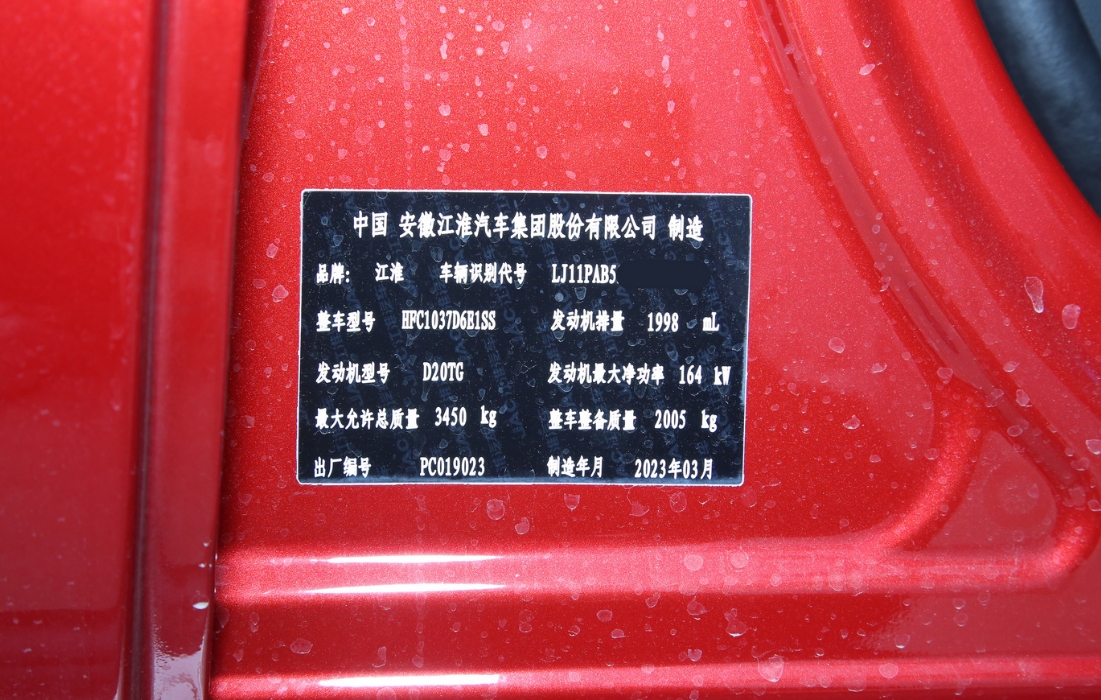 中国 安徽江淮汽车集团股份有限公司 制造
品牌: 江淮 车辆识别代号 LJ11PAB5
整车型号 HFC1037D6E1SS 发动机排量 1998 mL
发动机型号 D20TG 发动机最大净功率 164 kW
最大允许总质量 3450 kg 整车整备质量 2005 kg
出厂编号 PC019023 制造年月 2023年03月